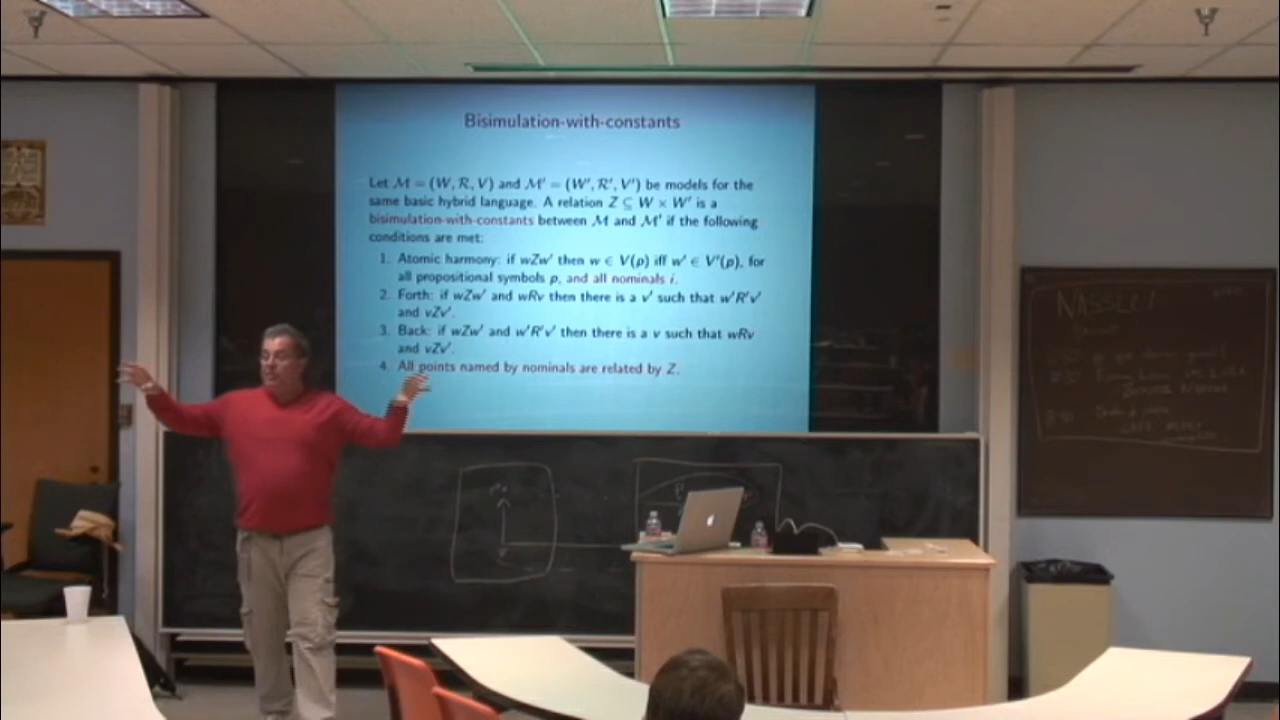 Bisimulation-with-constants
Let M = (W, R, V) and M′ = (W′, R′, V′) be models for the
same basic hybrid language. A relation Z ⊆ W × W′ is a
bisimulation-with-constants between M and M′ if the following
conditions are met:
1. Atomic harmony: if wZw′ then w ∈ V(p) iff w′ ∈ V′(p), for
all propositional symbols p, and all nominals i.
2. Forth: if wZw′ and wRv then there is a v′ such that w′R′v′
and vZv′.
3. Back: if wZw′ and w′R′v′ then there is a v such that wRv
and vZv′.
4. All points named by nominals are related by Z.